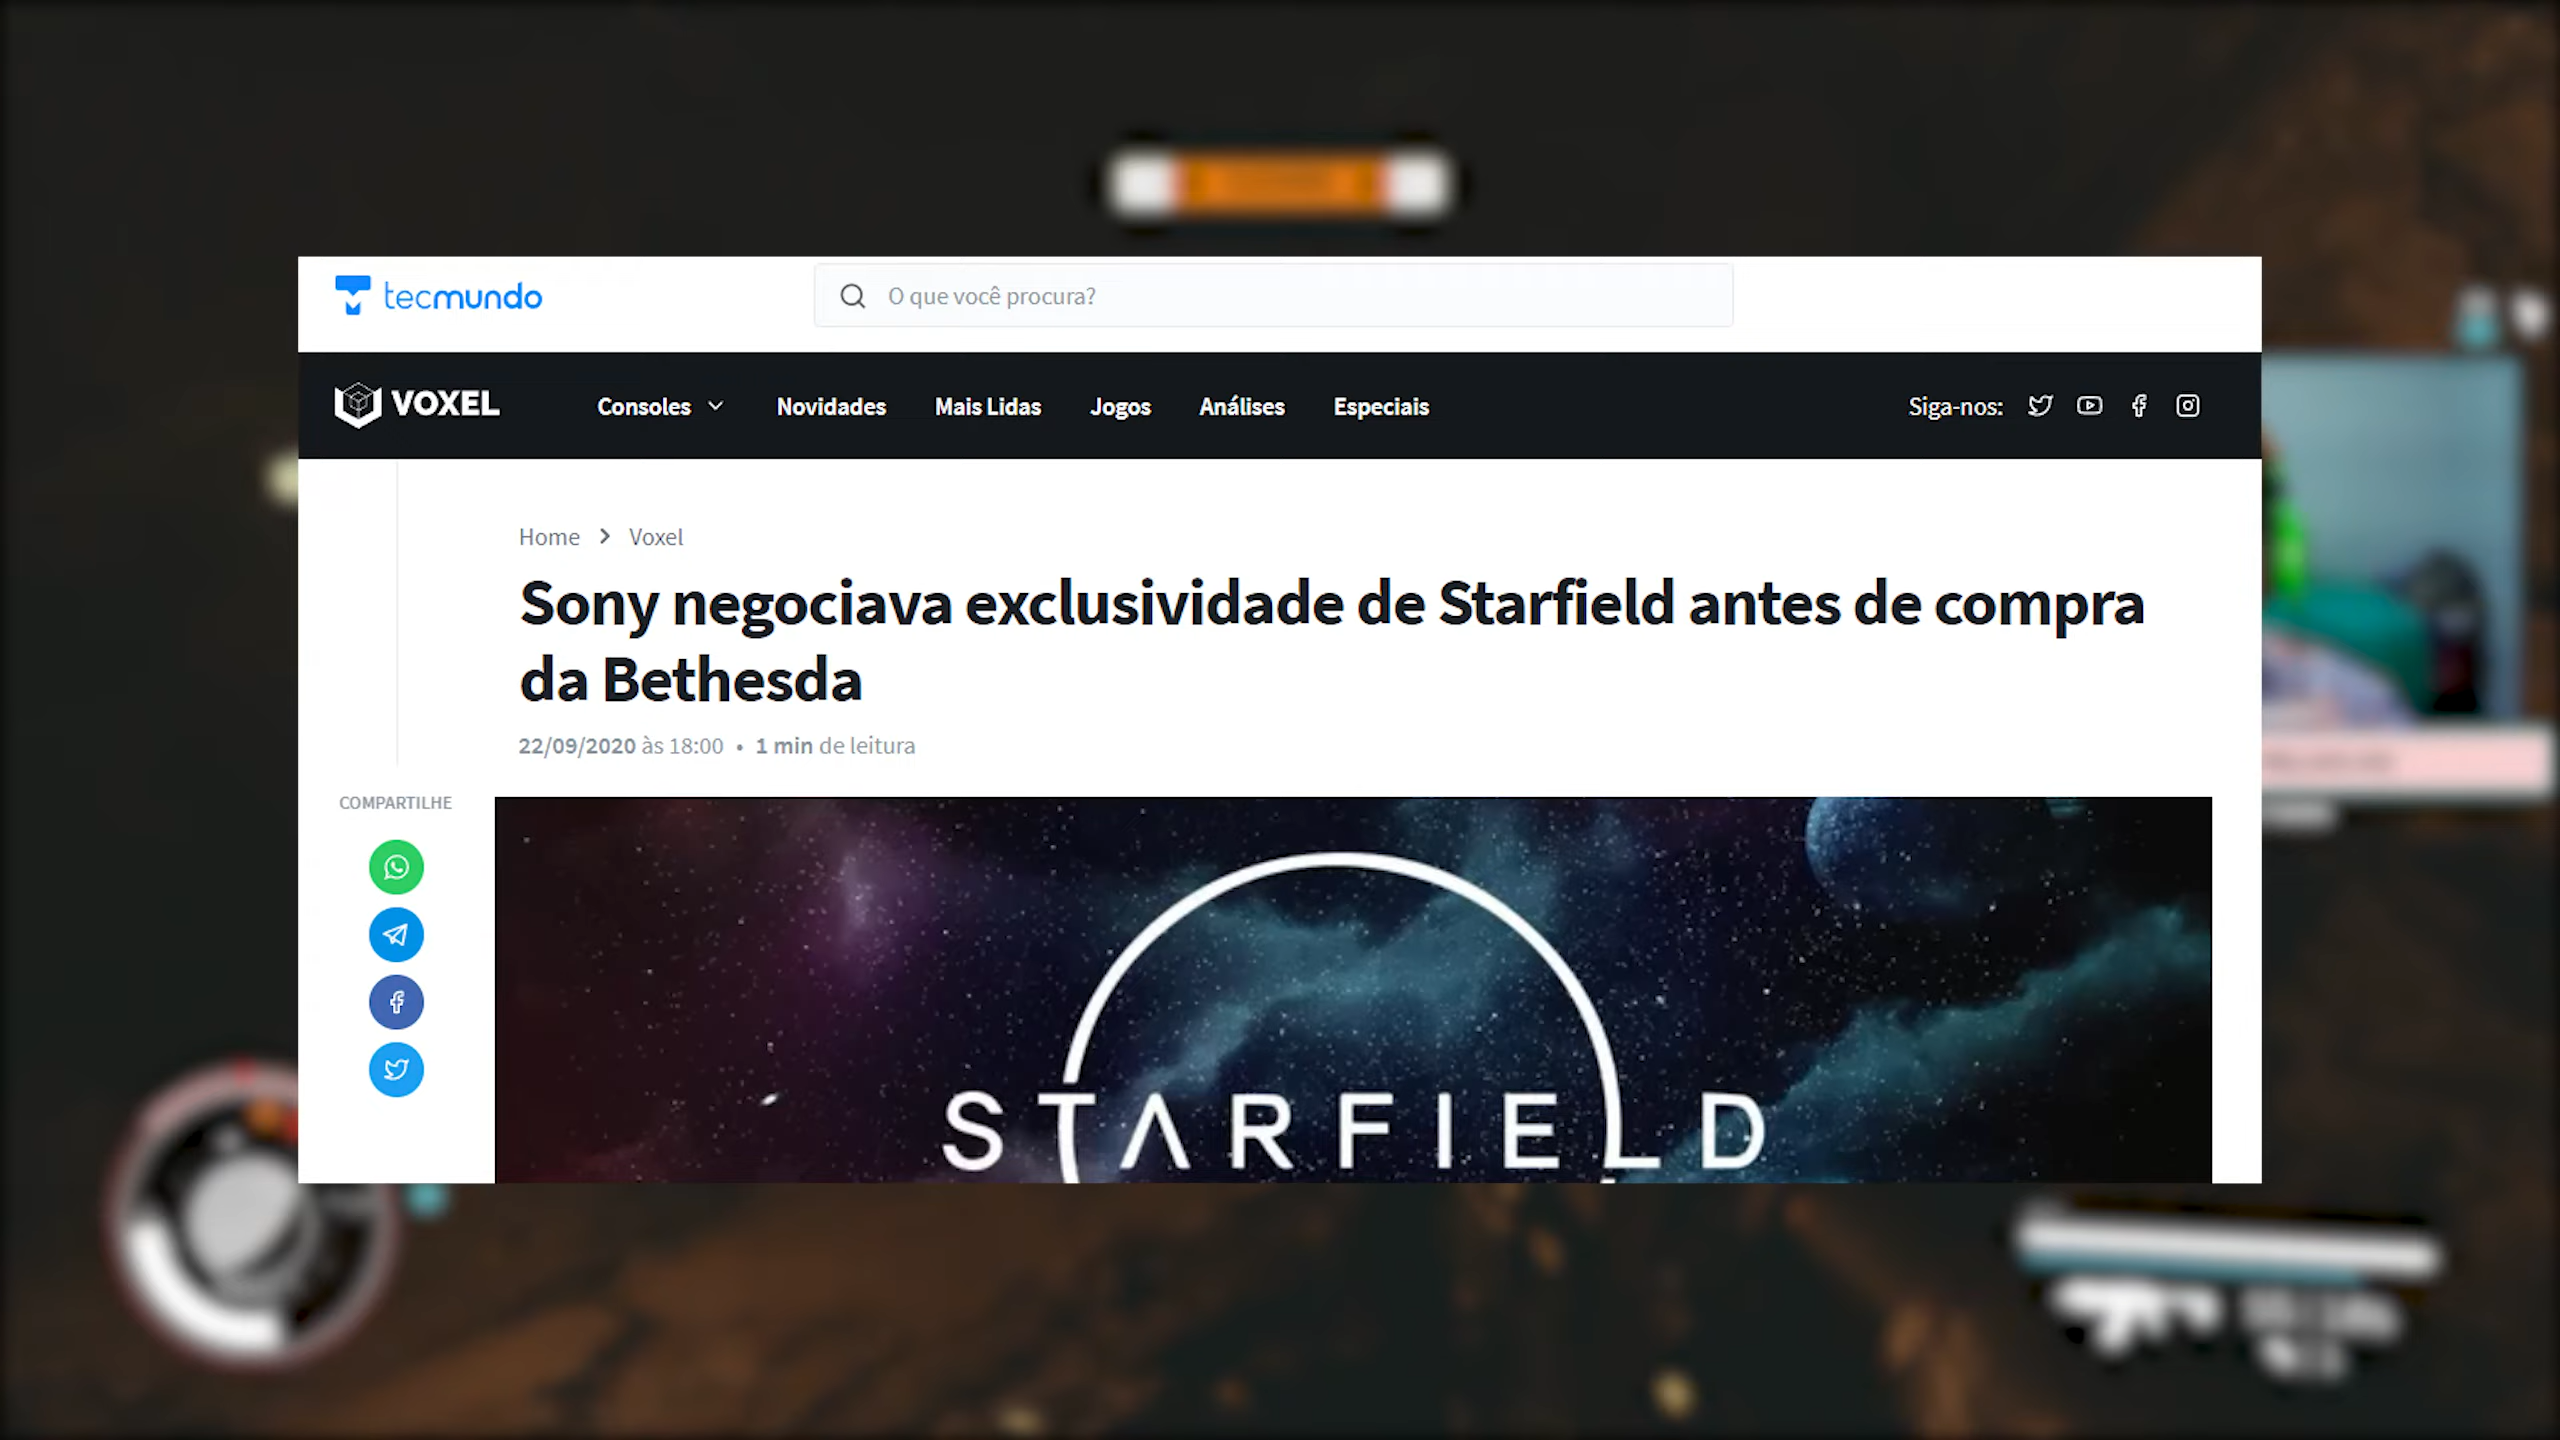 tecmundo
O que você procura?
VOXEL
Consoles
Novidades
Mais Lidas
Jogos
Análises
Especiais
Siga-nos:
Home > Voxel
Sony negociava exclusividade de Starfield antes de compra
da Bethesda
22/09/2020 às 18:00 • 1 min de leitura
COMPARTILHE
STARFIELD